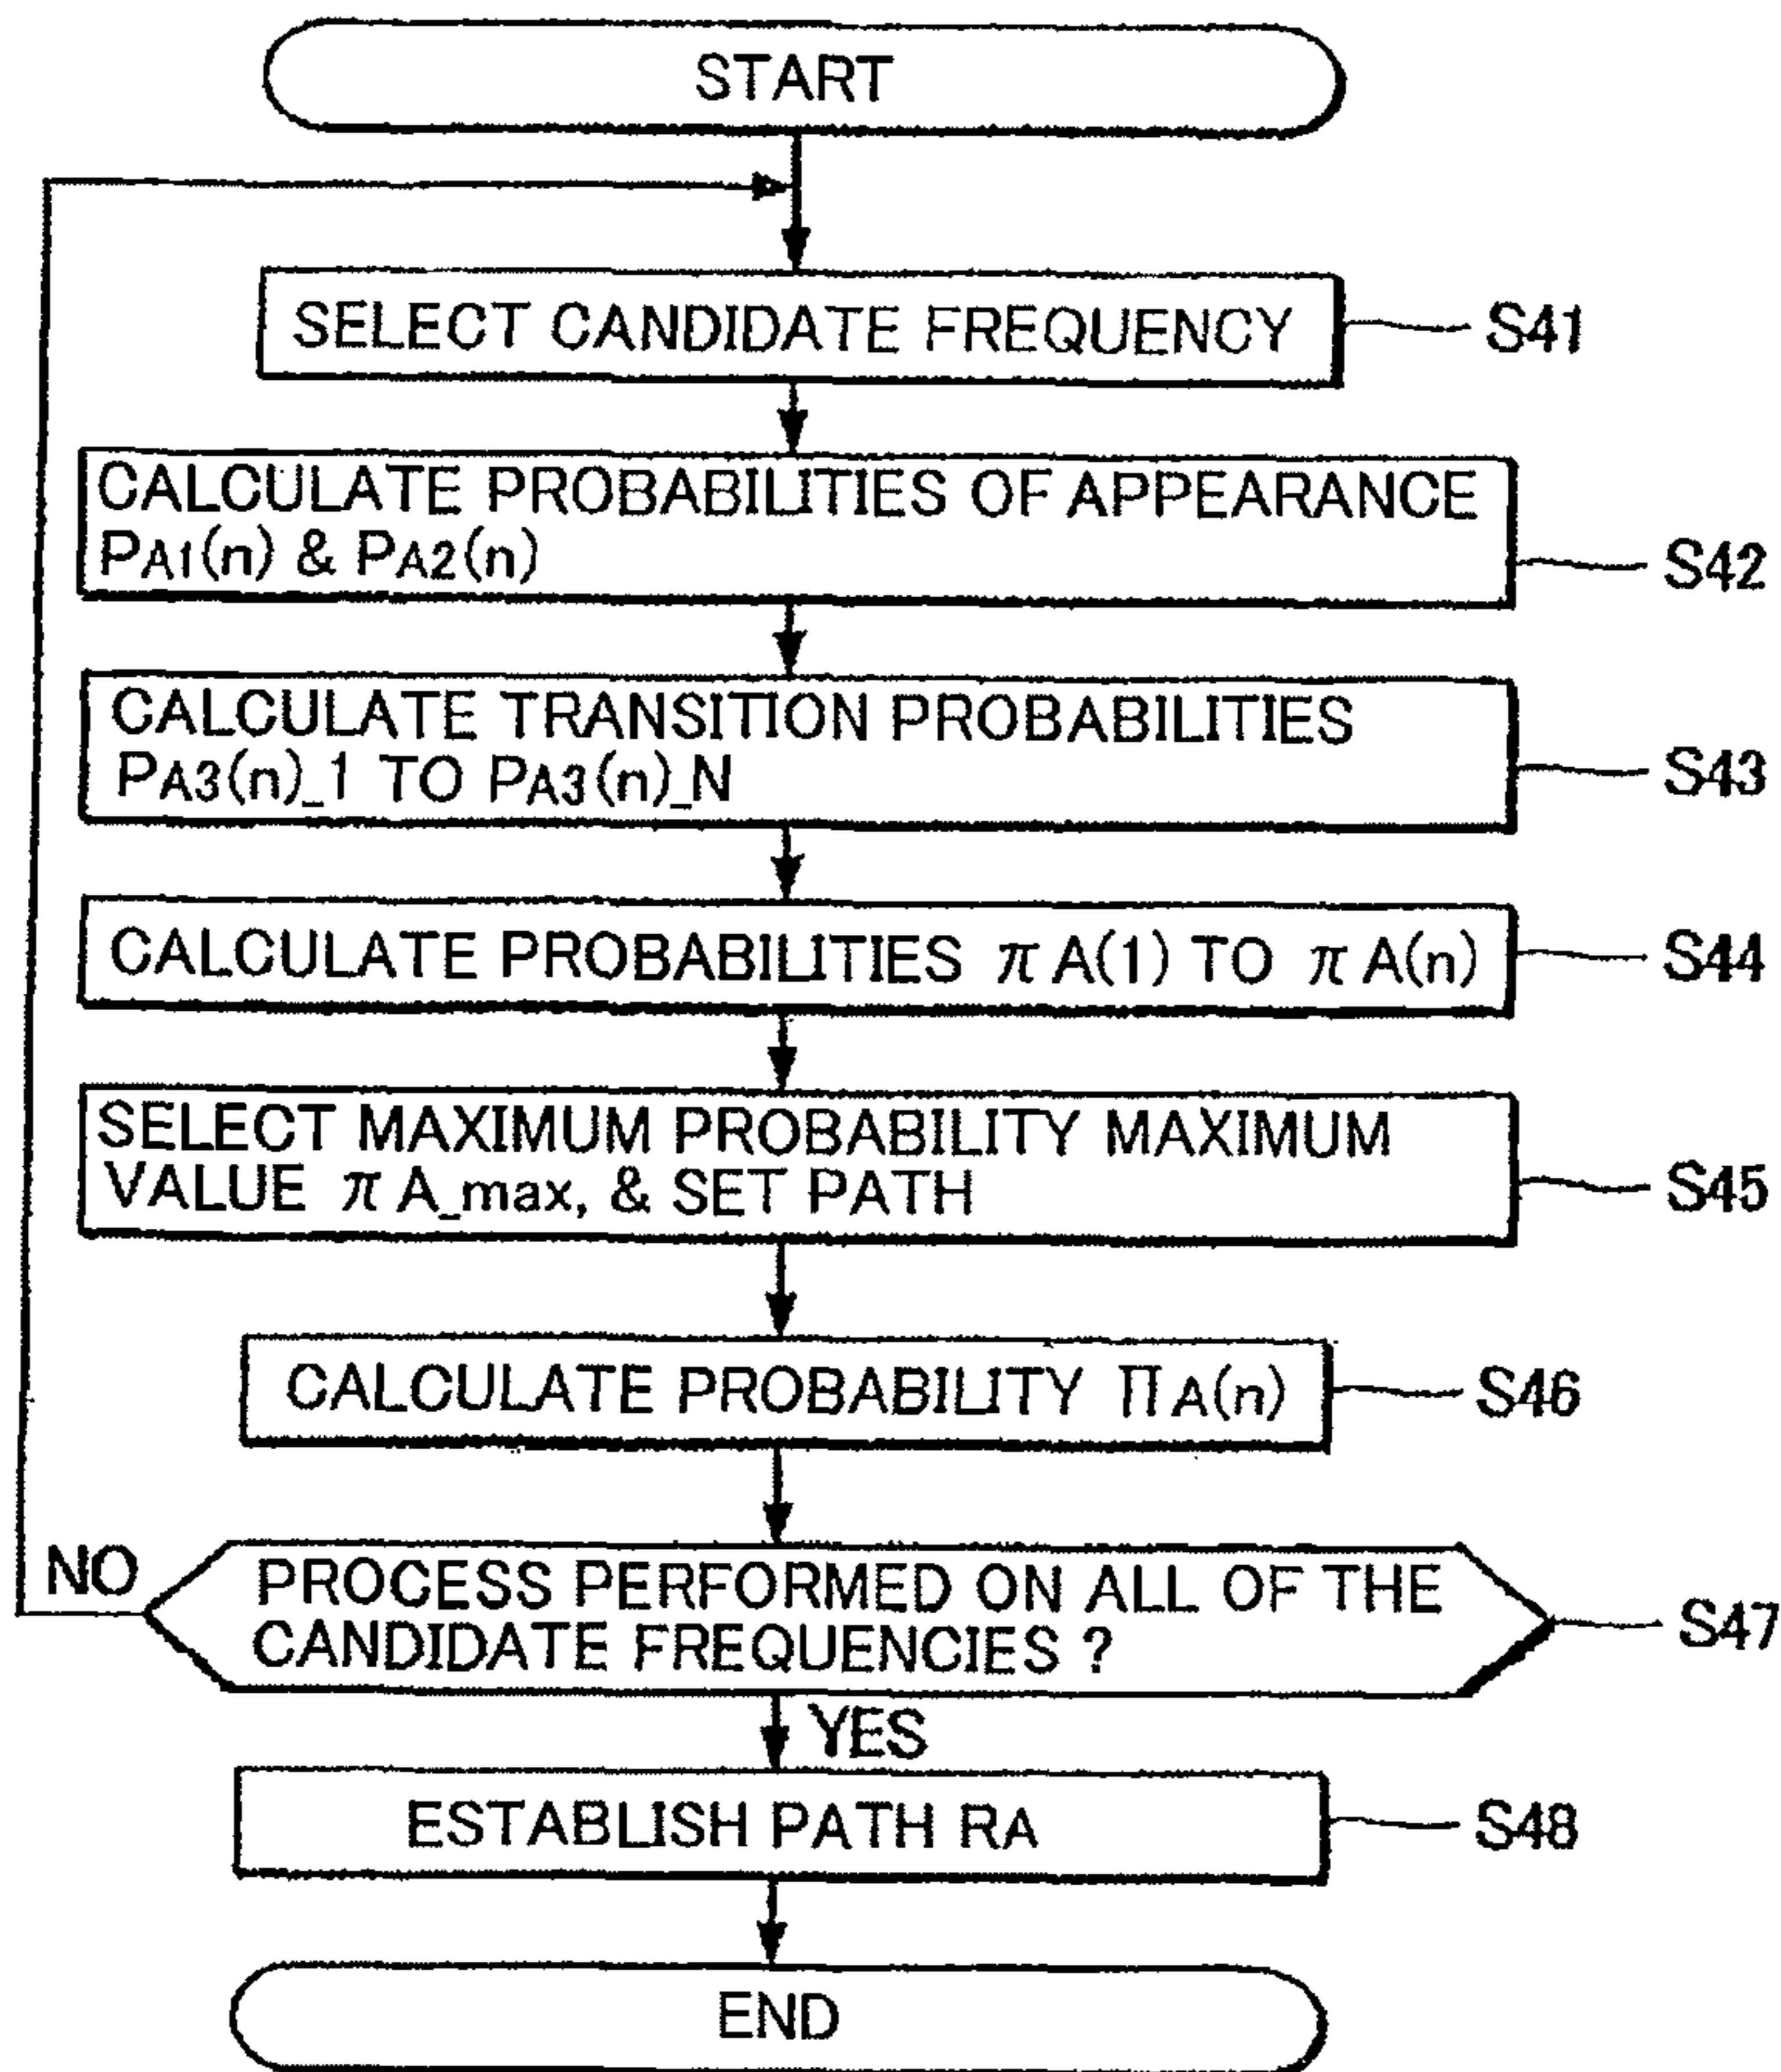 START
SELECT CANDIDATE FREQUENCY
S41
CALCULATE PROBABILITIES OF APPEARANCE
PA1(n) & PA2(n)
S42
CALCULATE TRANSITION PROBABILITIES
PA3(n)_1 TO PA3(n)_N
S43
CALCULATE PROBABILITIES πA(1) TO πA(n)
S44
SELECT MAXIMUM PROBABILITY MAXIMUM
VALUE πA_max, & SET PATH
S45
CALCULATE PROBABILITY ΠA(n)
S46
NO
PROCESS PERFORMED ON ALL OF THE
CANDIDATE FREQUENCIES ?
S47
YES
ESTABLISH PATH RA
S48
END